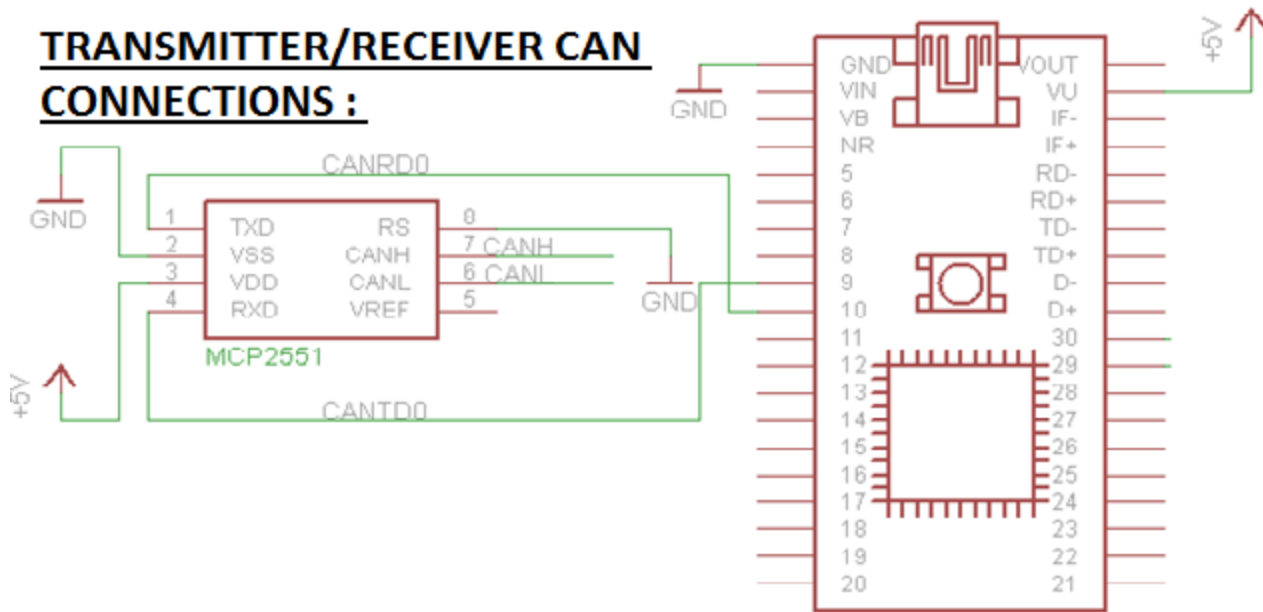 TRANSMITTER/RECEIVER CAN
CONNECTIONS :
+5V
GND
GND VOUT
VIN VU
VB IF-
NR IF+
5 RD-
6 RD+
7 TD-
8 TD+
9 D-
10 D+
11 30
12 29
13 28
14 27
15 26
16 25
17 24
18 23
19 22
20 21
CANRD0
GND
1 TXD RS 8
2 VSS CANH 7 CANH
3 VDD CANL 6 CANL
4 RXD VREF 5
GND
MCP2551
+5V
CANTD0